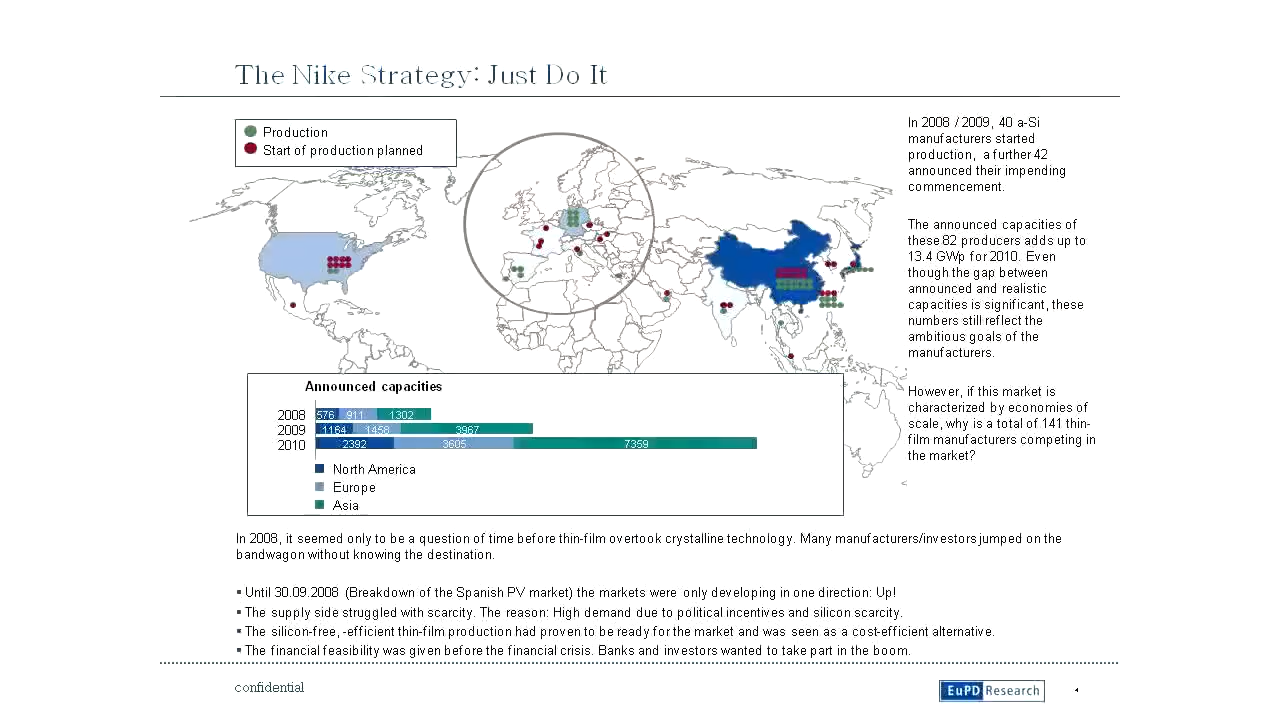 The Nike Strategy: Just Do It
Production
Start of production planned
In 2008 / 2009, 40 a-Si
manufacturers started
production, a further 42
announced their impending
commencement.
The announced capacities of
these 82 producers adds up to
13.4 GWp for 2010. Even
though the gap between
announced and realistic
capacities is significant, these
numbers still reflect the
ambitious goals of the
manufacturers.
However, if this market is
characterized by economies of
scale, why is a total of 141 thin-
film manufacturers competing in
the market?
Announced capacities
2008 576 911 1302
2009 1164 1458 3967
2010 2392 3605 7359
North America
Europe
Asia
In 2008, it seemed only to be a question of time before thin-film overtook crystalline technology. Many manufacturers/investors jumped on the
bandwagon without knowing the destination.
▪ Until 30.09.2008 (Breakdown of the Spanish PV market) the markets were only developing in one direction: Up!
▪ The supply side struggled with scarcity. The reason: High demand due to political incentives and silicon scarcity.
▪ The silicon-free, -efficient thin-film production had proven to be ready for the market and was seen as a cost-efficient alternative.
▪ The financial feasibility was given before the financial crisis. Banks and investors wanted to take part in the boom.
confidential
EuPD Research
4